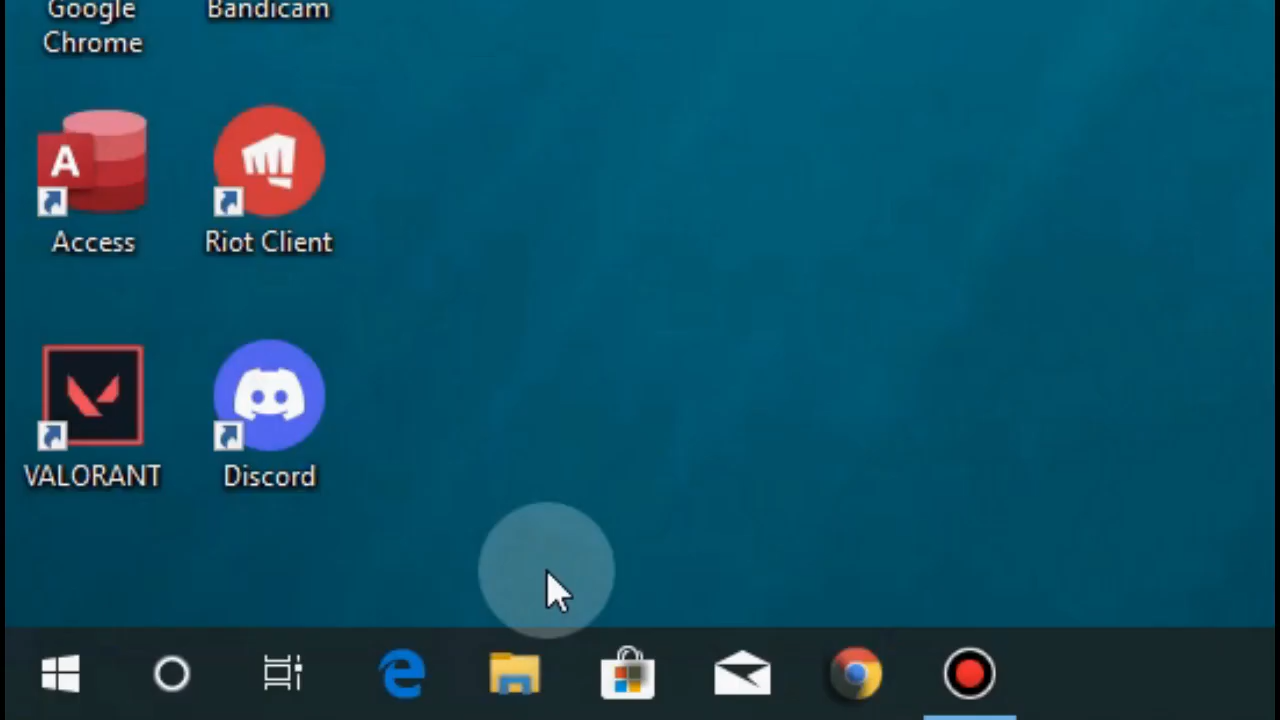 Google
Chrome
Bandicam
A
Access
Riot Client
VALORANT
Discord